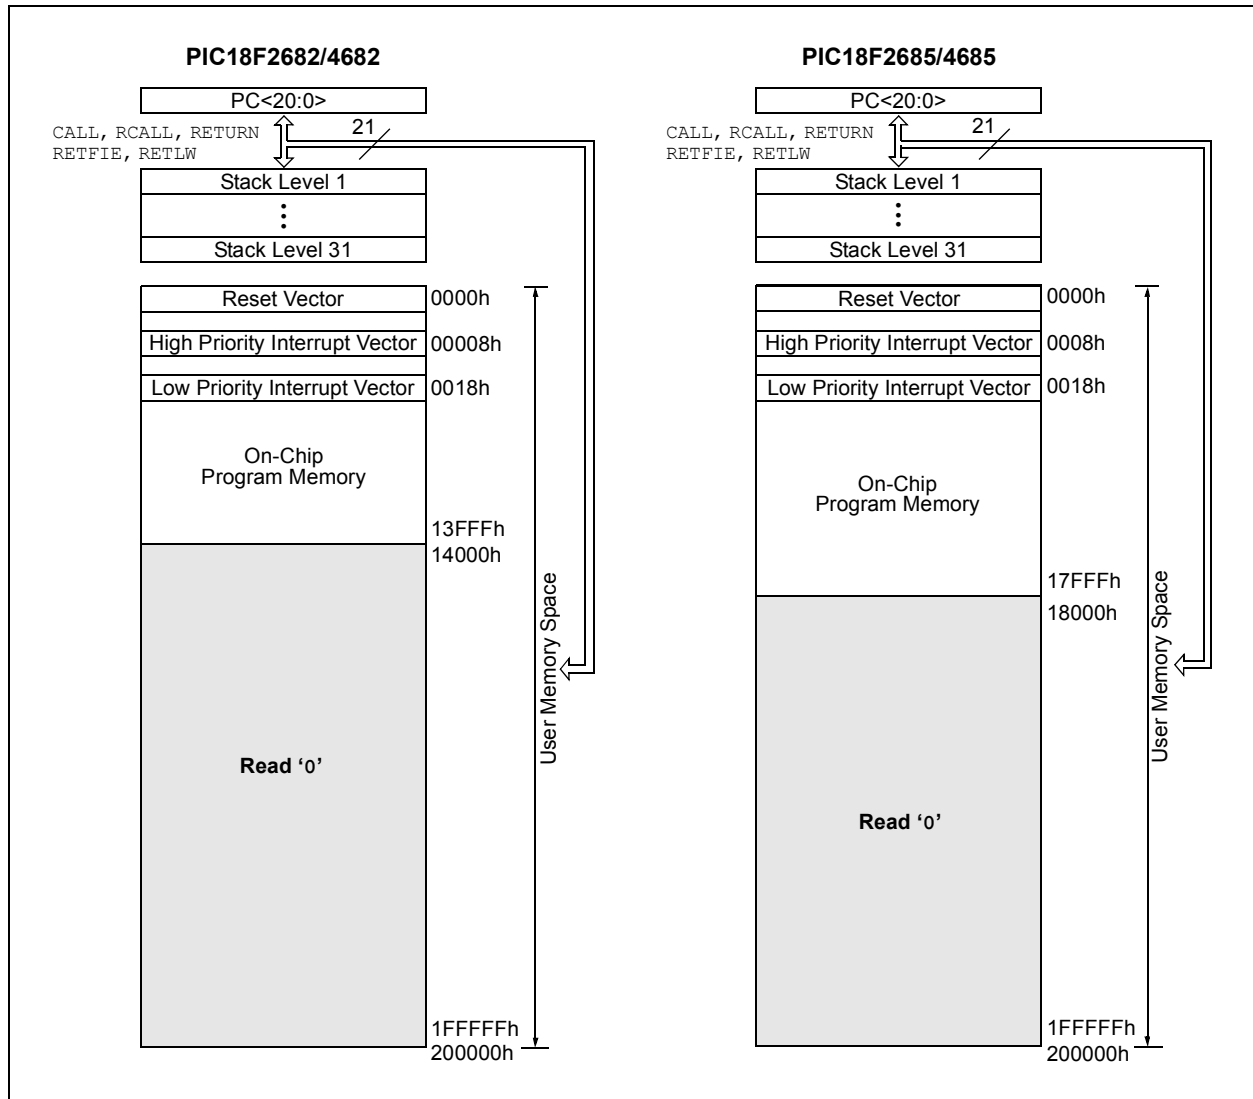 PIC18F2682/4682
PC<20:0>
CALL, RCALL, RETURN
RETFIE, RETLW
21
Stack Level 1
Stack Level 31
Reset Vector
0000h
High Priority Interrupt Vector
00008h
Low Priority Interrupt Vector
0018h
On-Chip
Program Memory
13FFFh
14000h
User Memory Space
Read ‘0’
1FFFFFh
200000h
PIC18F2685/4685
PC<20:0>
CALL, RCALL, RETURN
RETFIE, RETLW
21
Stack Level 1
Stack Level 31
Reset Vector
0000h
High Priority Interrupt Vector
0008h
Low Priority Interrupt Vector
0018h
On-Chip
Program Memory
17FFFh
18000h
User Memory Space
Read ‘0’
1FFFFFh
200000h